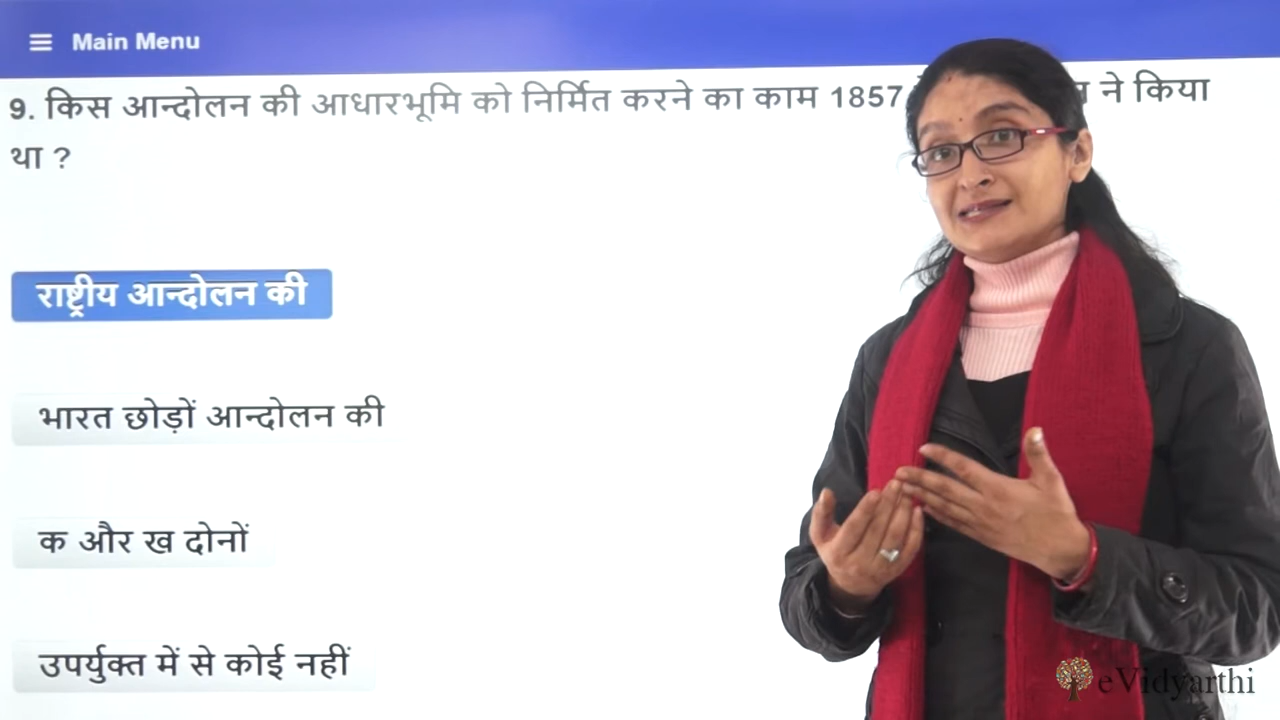 Main Menu
9. किस आन्दोलन की आधारभूमि को निर्मित करने का काम 1857 ने किया
था ?
राष्ट्रीय आन्दोलन की
भारत छोड़ों आन्दोलन की
क और ख दोनों
उपर्युक्त में से कोई नहीं
eVidyarthi